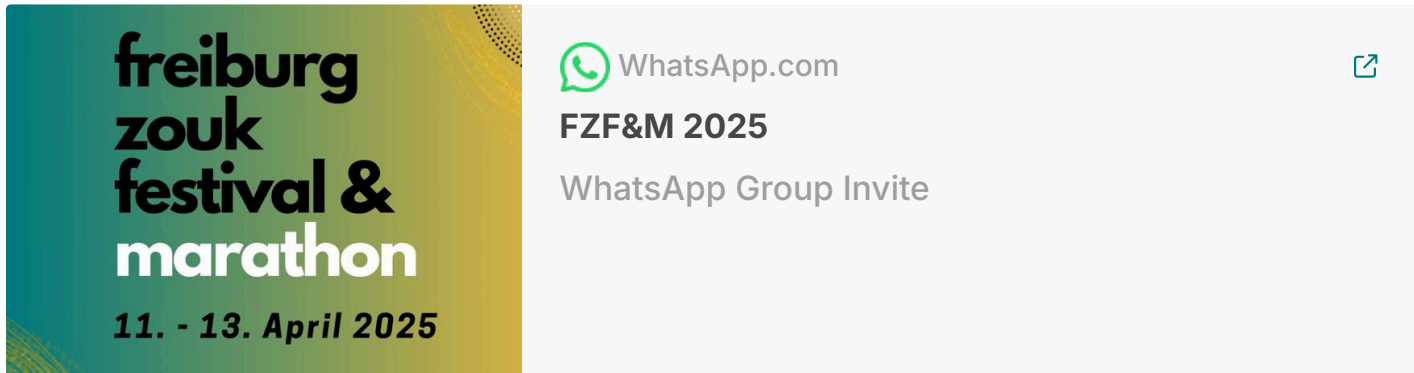 freiburg
zouk
festival &
marathon
11. - 13. April 2025
WhatsApp.com
FZF&M 2025
WhatsApp Group Invite